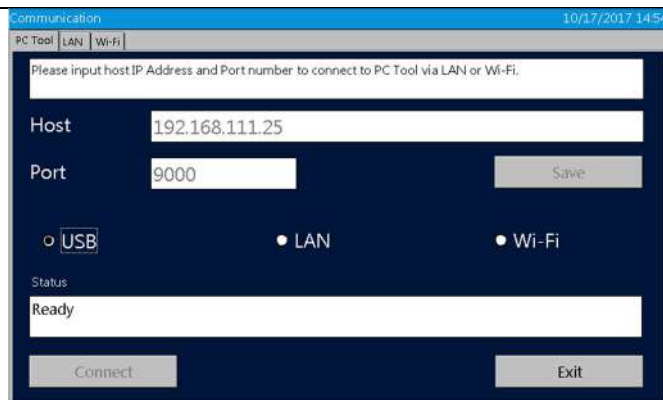 Communication 10/17/2017 14:54
PC Tool LAN Wi-Fi
Please input host IP Address and Port number to connect to PC Tool via LAN or Wi-Fi.
Host 192.168.111.25
Port 9000 Save
USB LAN Wi-Fi
Status
Ready
Connect Exit